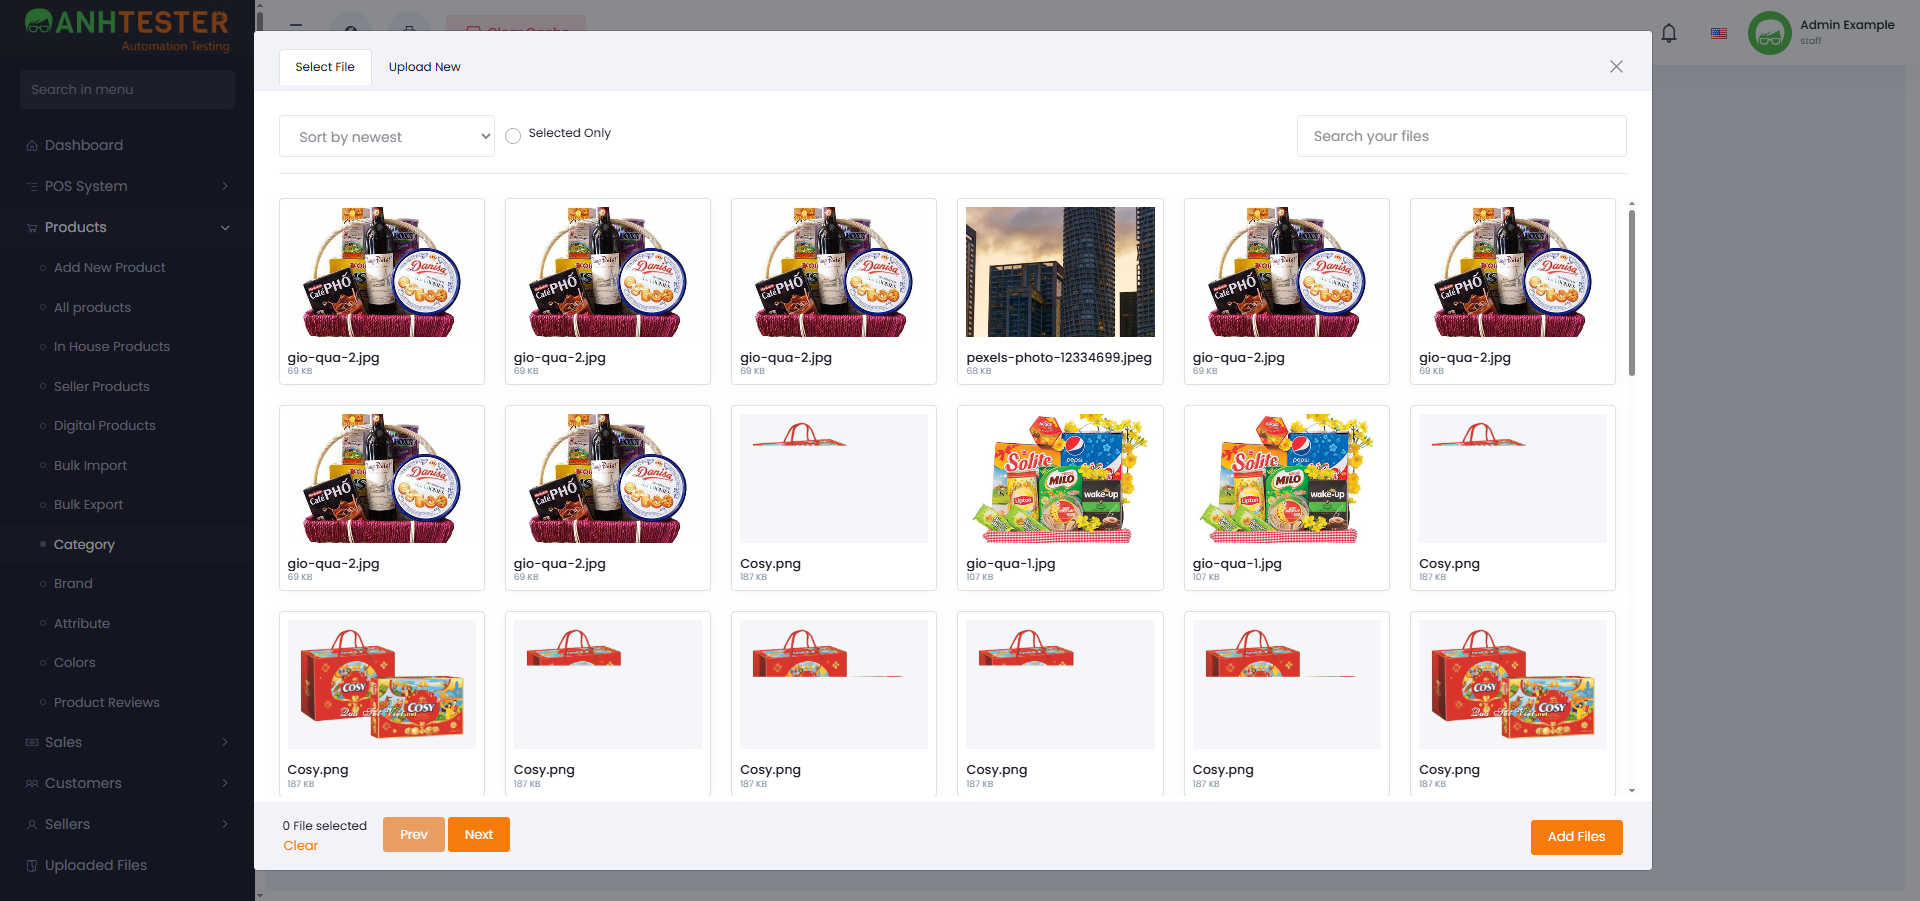 ANHTESTER
Automation Testing
Search in menu
Dashboard
POS System
Products
Add New Product
All products
In House Products
Seller Products
Digital Products
Bulk Import
Bulk Export
Category
Brand
Attribute
Colors
Product Reviews
Sales
Customers
Sellers
Uploaded Files
Clear Cache
Admin Example
staff
Select File
Upload New
Sort by newest
Selected Only
Search your files
gio-qua-2.jpg
69 KB
gio-qua-2.jpg
69 KB
gio-qua-2.jpg
69 KB
pexels-photo-12334699.jpeg
68 KB
gio-qua-2.jpg
69 KB
gio-qua-2.jpg
69 KB
gio-qua-2.jpg
69 KB
gio-qua-2.jpg
69 KB
Cosy.png
187 KB
gio-qua-1.jpg
107 KB
gio-qua-1.jpg
107 KB
Cosy.png
187 KB
Cosy.png
187 KB
Cosy.png
187 KB
Cosy.png
187 KB
Cosy.png
187 KB
Cosy.png
187 KB
Cosy.png
187 KB
0 File selected
Clear
Prev
Next
Add Files